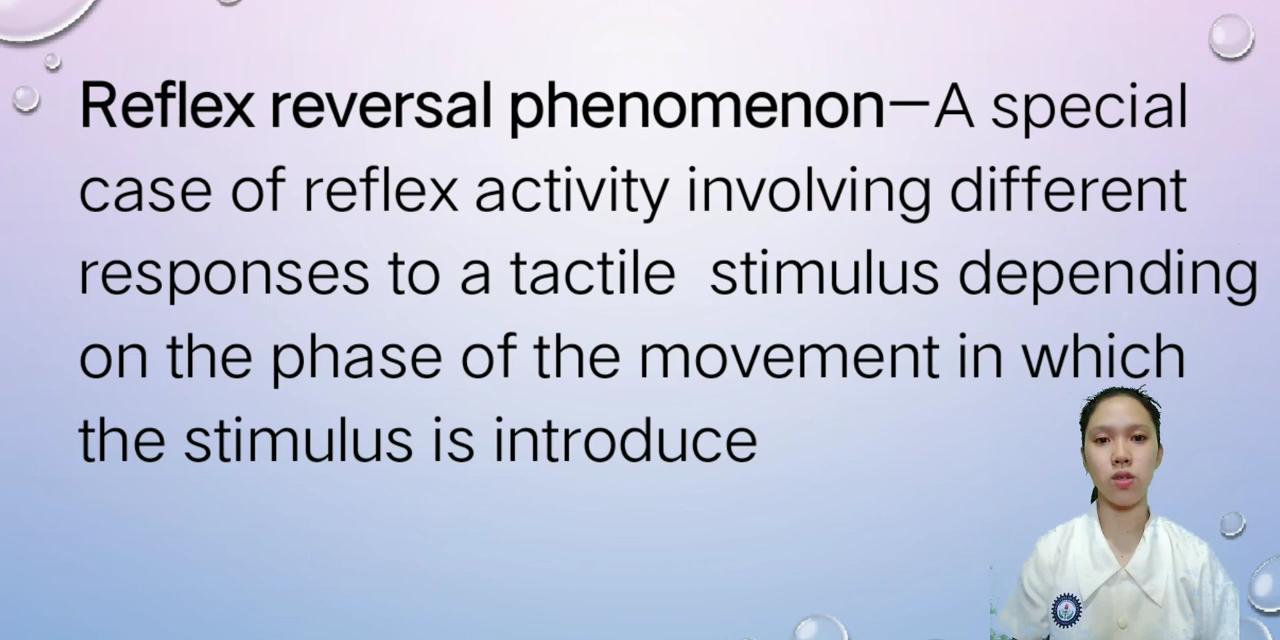 Reflex reversal phenomenon—A special
case of reflex activity involving different
responses to a tactile  stimulus depending
on the phase of the movement in which
the stimulus is introduce